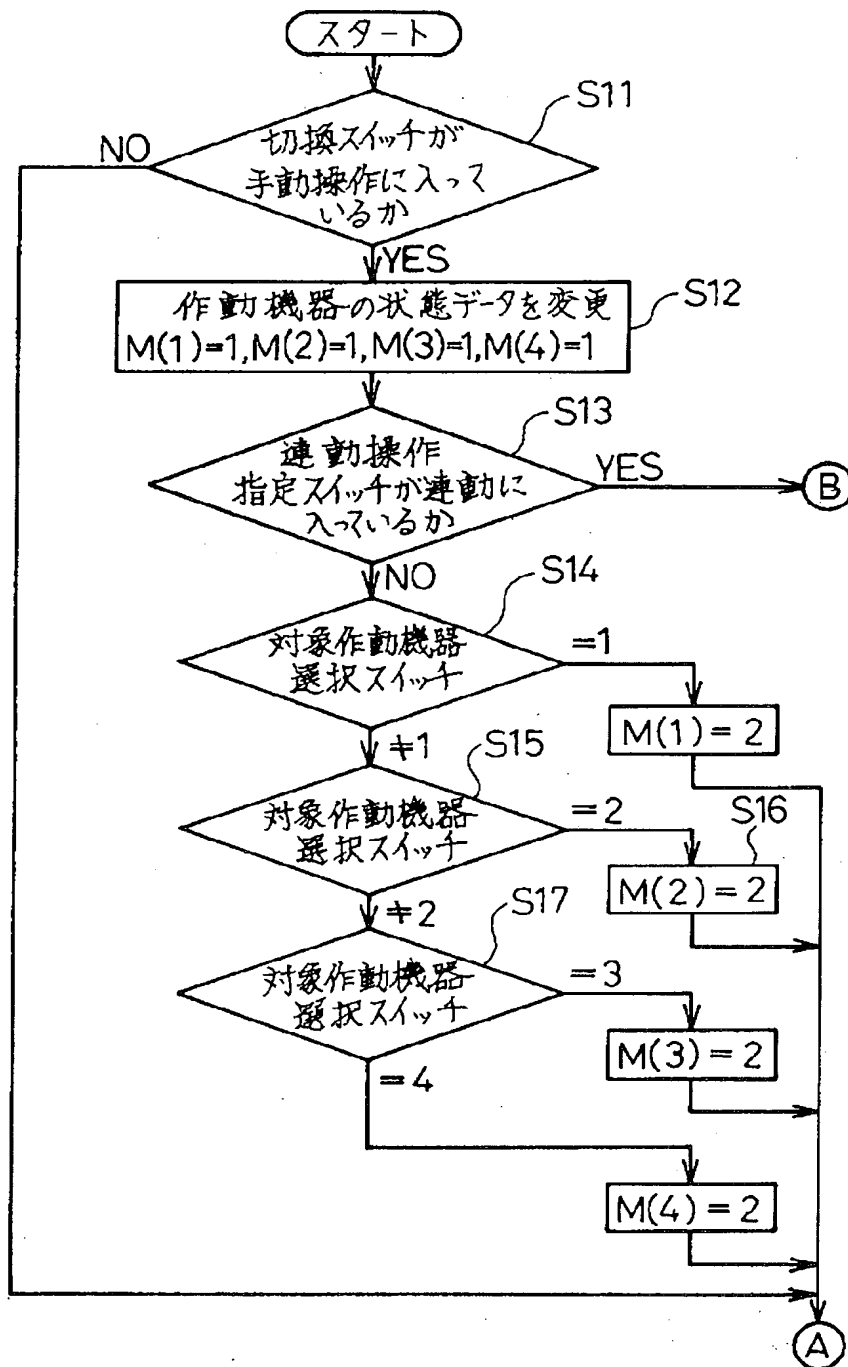 スタート
S11
切換スイッチが
手動操作に入って
いるか
NO
YES
S12
作動機器の状態データを変更
M(1)=1,M(2)=1,M(3)=1,M(4)=1
S13
連動操作
指定スイッチが連動に
入っているか
YES
B
NO
S14
対象作動機器
選択スイッチ
=1
M(1)=2
≠1
S15
対象作動機器
選択スイッチ
=2
S16
M(2)=2
≠2
S17
対象作動機器
選択スイッチ
=3
M(3)=2
=4
M(4)=2
A